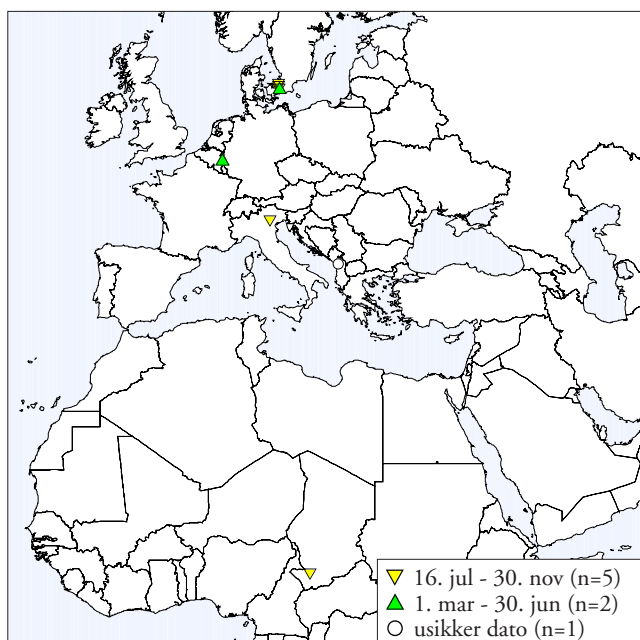 16. jul - 30. nov (n=5)
1. mar - 30. jun (n=2)
usikker dato (n=1)